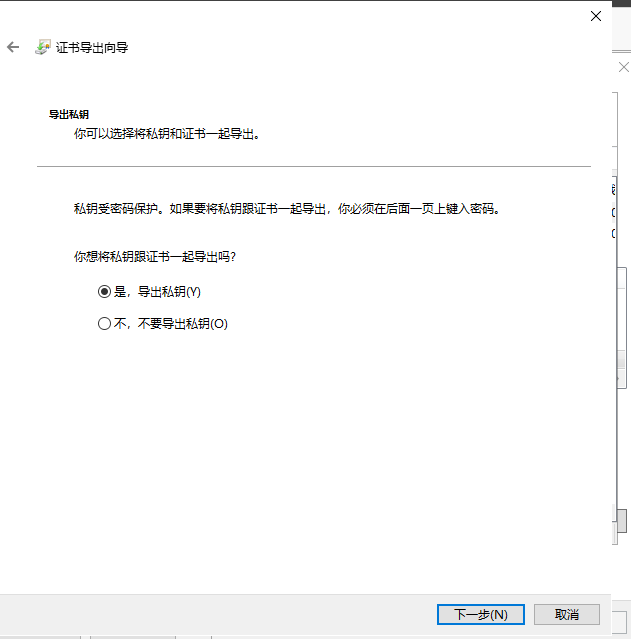 证书导出向导
导出私钥
你可以选择将私钥和证书一起导出。
私钥受密码保护。如果要将私钥跟证书一起导出，你必须在后面一页上键入密码。
你想将私钥跟证书一起导出吗?
是，导出私钥(Y)
不，不要导出私钥(O)
下一步(N)
取消